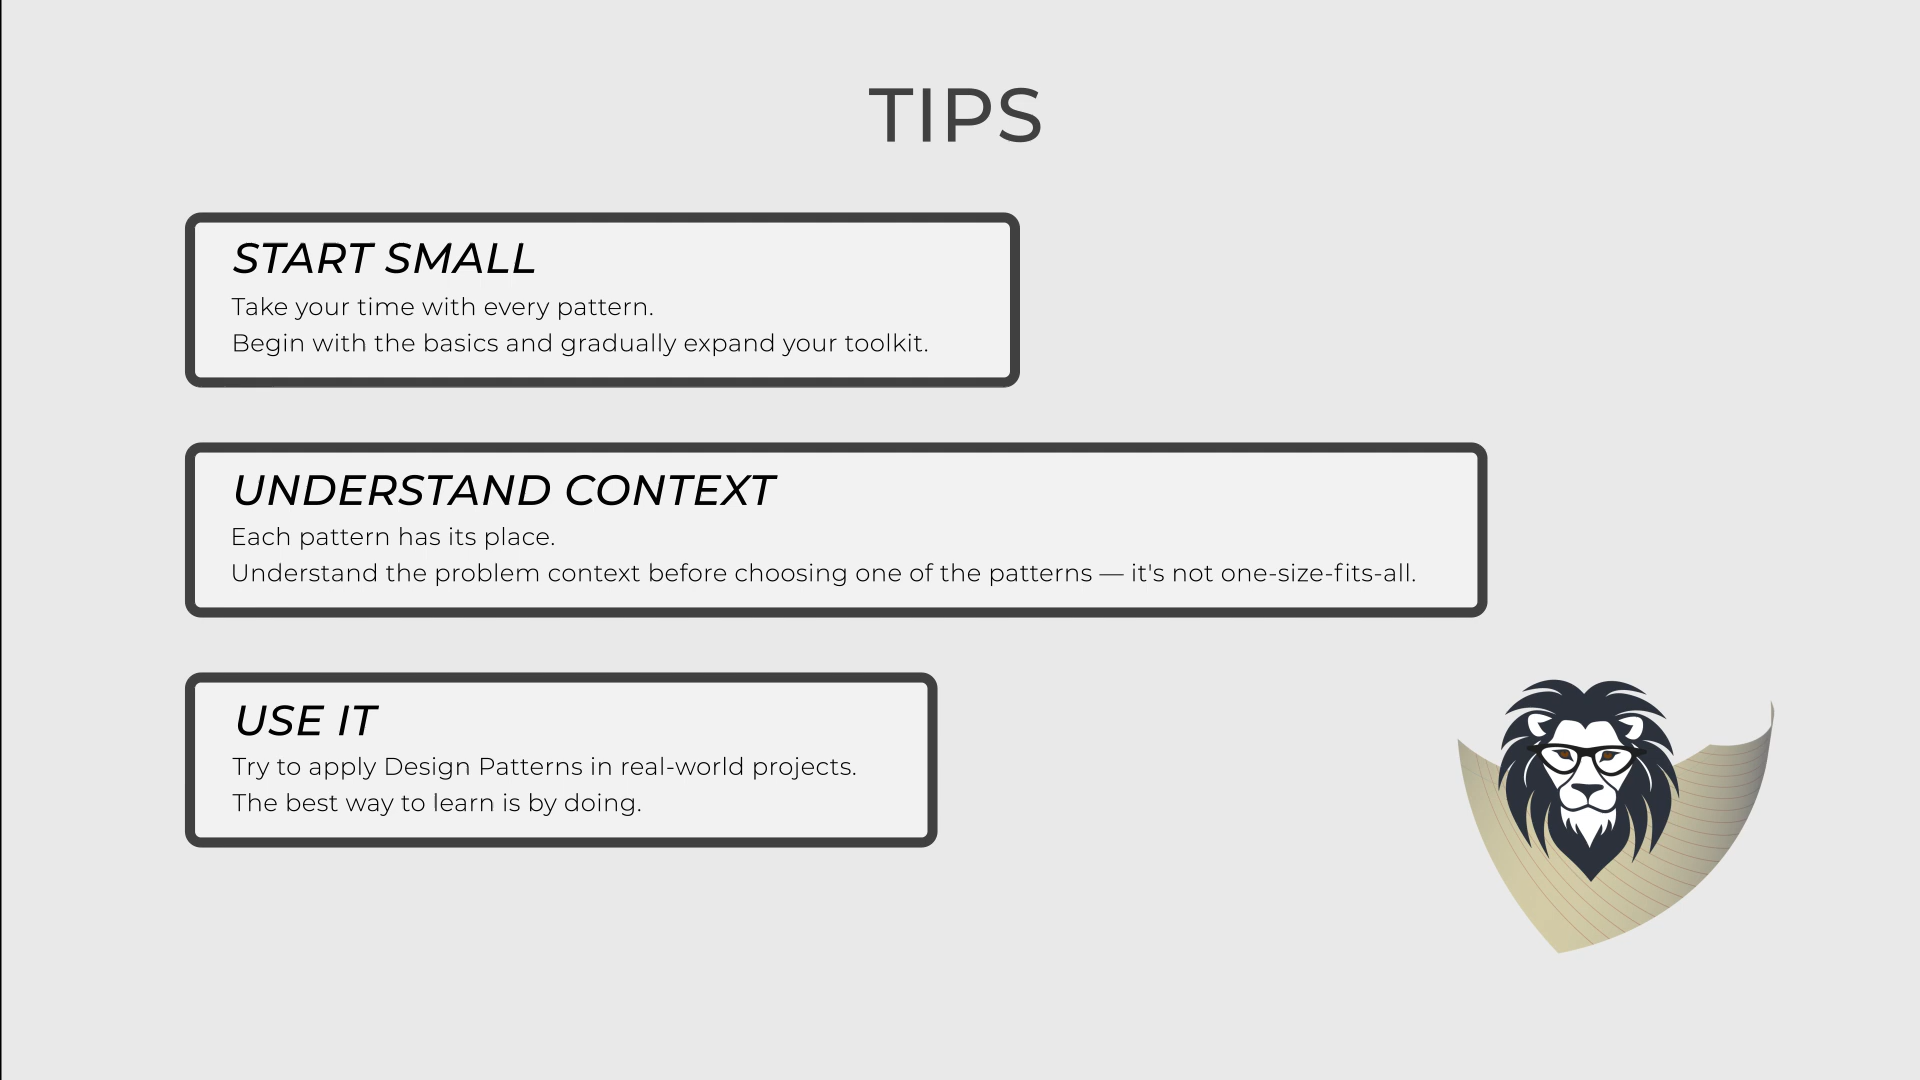 TIPS
START SMALL
Take your time with every pattern.
Begin with the basics and gradually expand your toolkit.
UNDERSTAND CONTEXT
Each pattern has its place.
Understand the problem context before choosing one of the patterns — it's not one-size-fits-all.
USE IT
Try to apply Design Patterns in real-world projects.
The best way to learn is by doing.